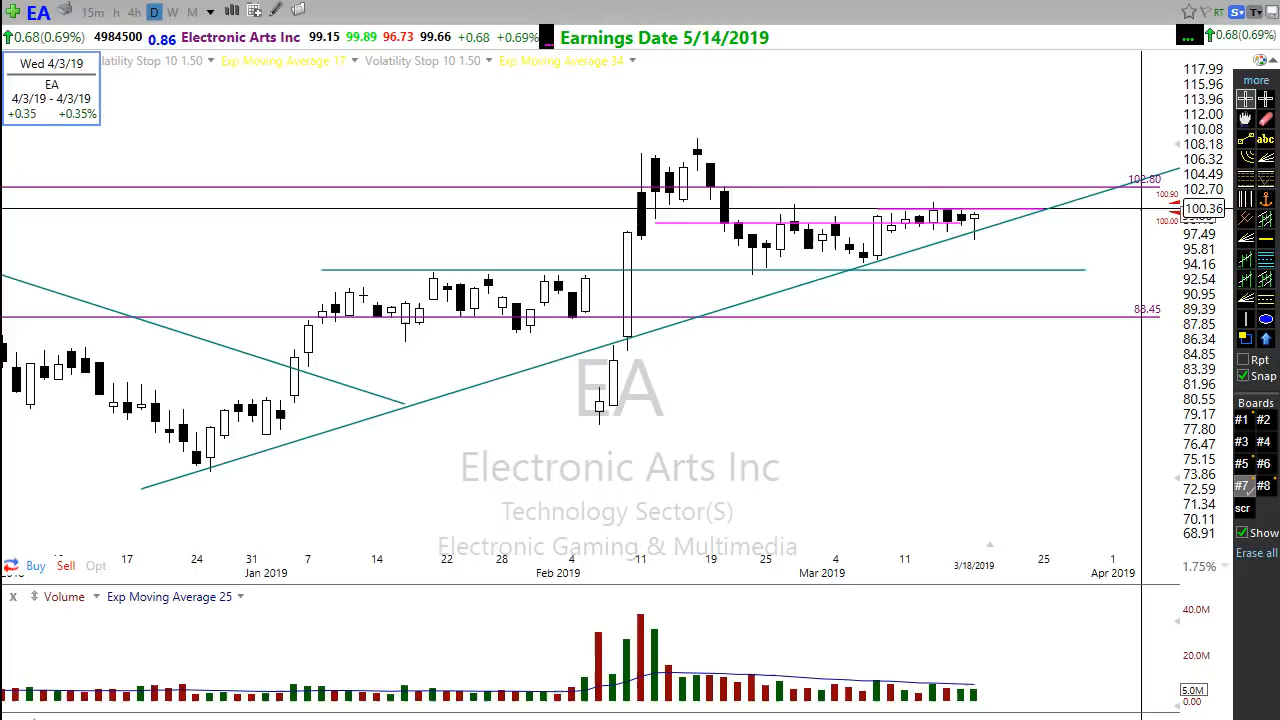 EA 15m h 4h D W M RT S T
0.68(0.69%) 4984500 0.86 Electronic Arts Inc 99.15 99.89 96.73 99.66 +0.68 +0.69% ... Earnings Date 5/14/2019 ... 0.68(0.69%)
Wed 4/3/19
EA
4/3/19 - 4/3/19
+0.35 +0.35%
olatility Stop 10 1.50 Exp Moving Average 17 Volatility Stop 10 1.50 Exp Moving Average 34
117.99
115.96
113.96
112.00
110.08
108.18
106.32
104.49
102.70
100.36
97.49
95.81
94.16
92.54
90.95
89.39
87.85
86.34
84.85
83.39
81.96
80.55
79.17
77.80
76.47
75.15
73.86
72.59
71.34
70.11
68.91
102.80
100.90
100.00
88.45
EA
Electronic Arts Inc
Technology Sector(S)
Electronic Gaming & Multimedia
17 24 31 7 14 22 28 4 11 19 25 4 11 25 1
Jan 2019 Feb 2019 Mar 2019 3/18/2019 Apr 2019
Buy Sell Opt
1.75%
x Volume Exp Moving Average 25
40.0M
20.0M
5.0M
0.00
more
abc
Rpt
Snap
Boards
#1 #2
#3 #4
#5 #6
#7 #8
scr
Show
Erase all